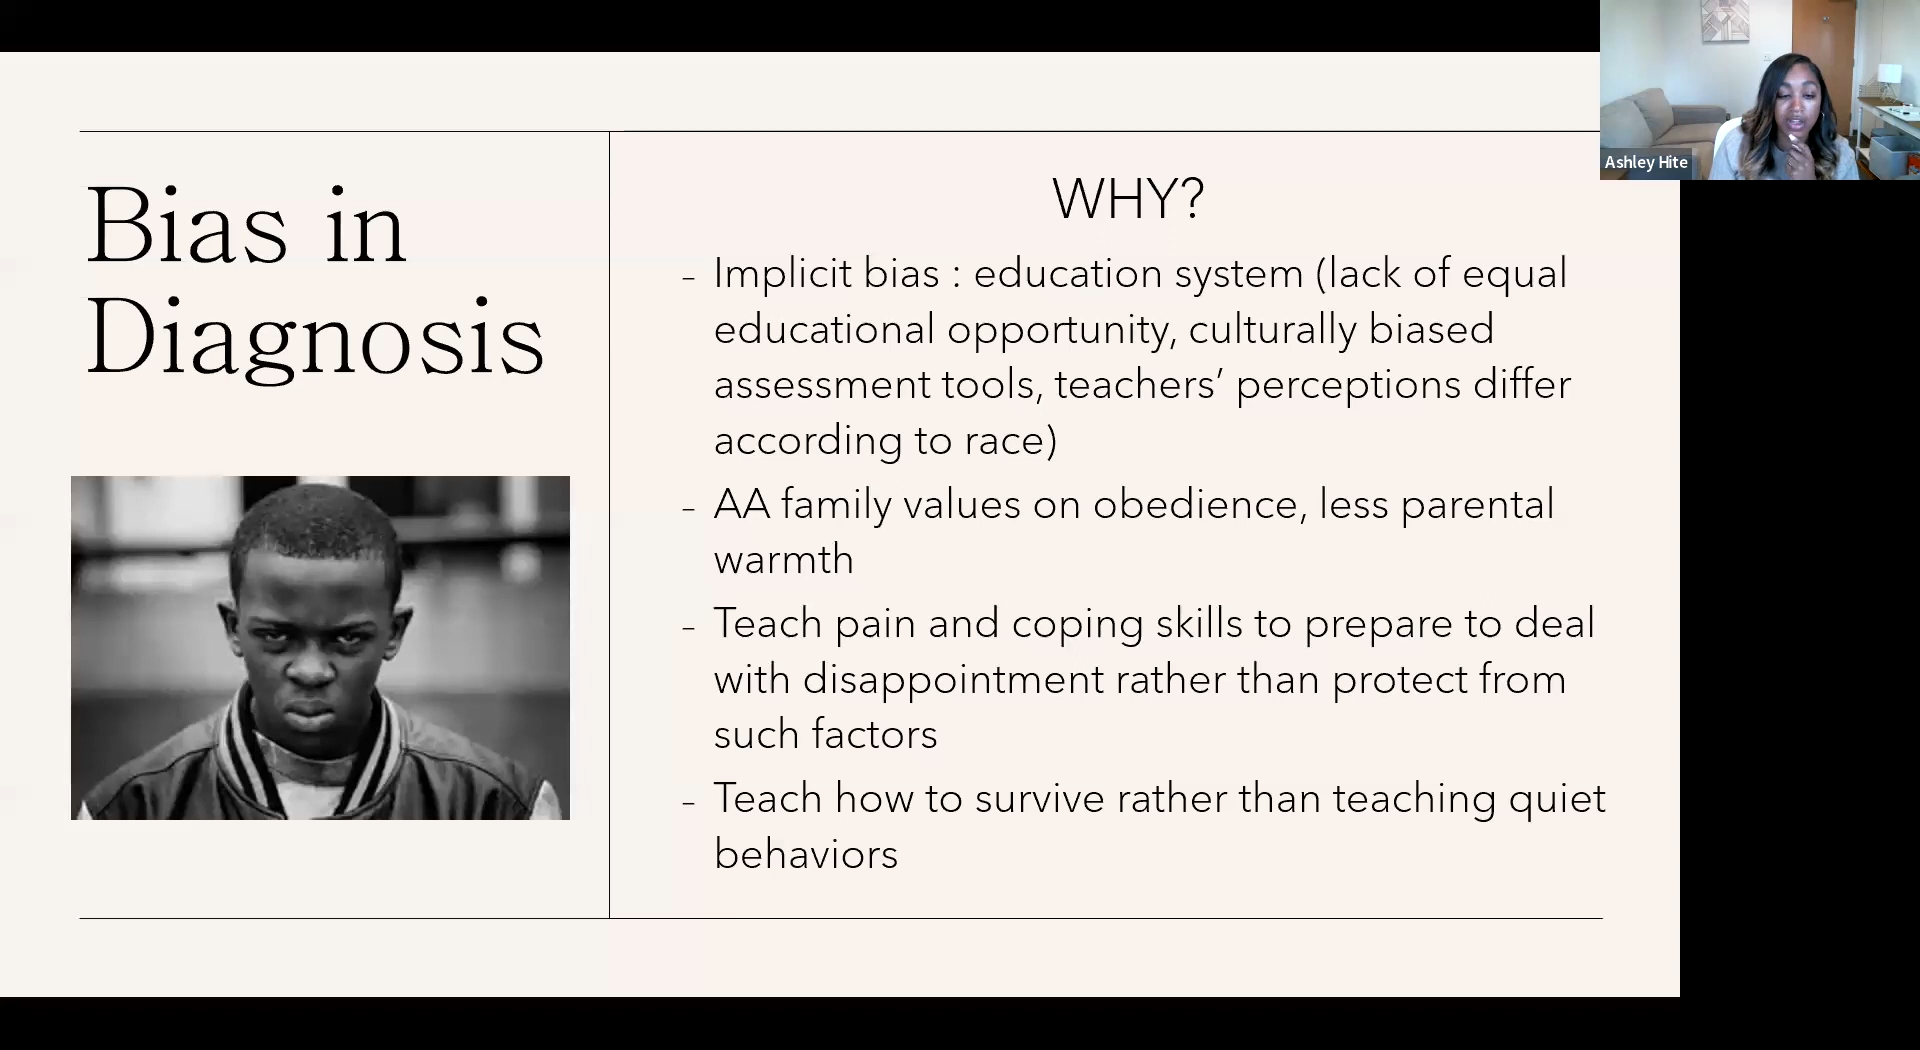 Bias in
Diagnosis
WHY?
- Implicit bias : education system (lack of equal
educational opportunity, culturally biased
assessment tools, teachers’ perceptions differ
according to race)
- AA family values on obedience, less parental
warmth
- Teach pain and coping skills to prepare to deal
with disappointment rather than protect from
such factors
- Teach how to survive rather than teaching quiet
behaviors
Ashley Hite